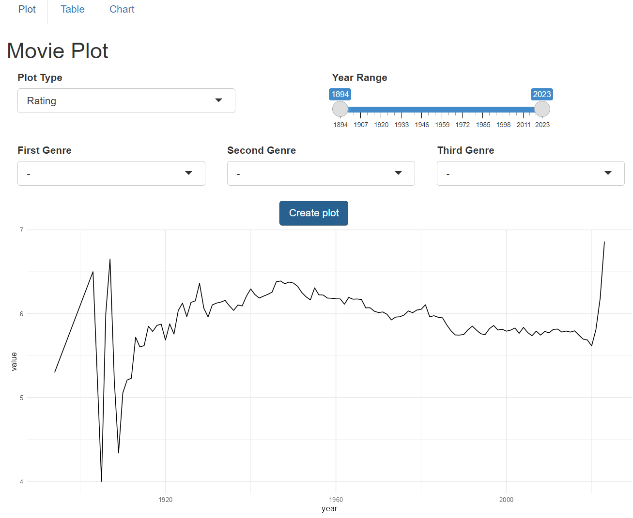 Plot Table Chart
Movie Plot
Plot Type Year Range
Rating
1894 2023
1894 1907 1920 1933 1946 1959 1972 1985 1998 2011 2023
First Genre Second Genre Third Genre
- - -
Create plot
7
6
5
4
value
1920 1960 2000
year